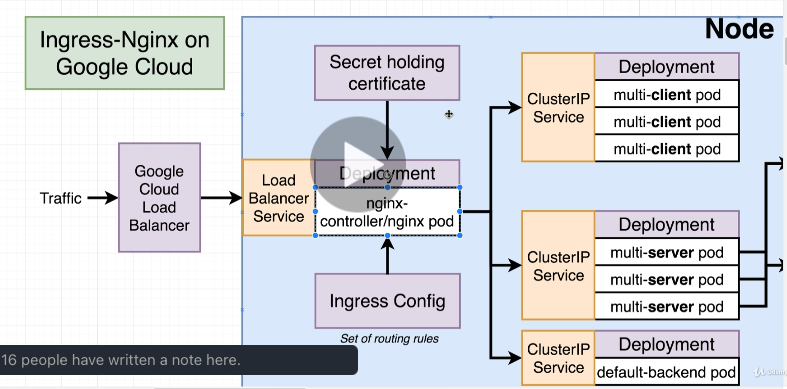 Ingress-Nginx on
Google Cloud
Node
Secret holding
certificate
Traffic
Google
Cloud
Load
Balancer
Load
Balancer
Service
Deployment
nginx-
controller/nginx pod
Ingress Config
Set of routing rules
ClusterIP
Service
Deployment
multi-client pod
multi-client pod
multi-client pod
ClusterIP
Service
Deployment
multi-server pod
multi-server pod
multi-server pod
ClusterIP
Service
Deployment
default-backend pod
16 people have written a note here.